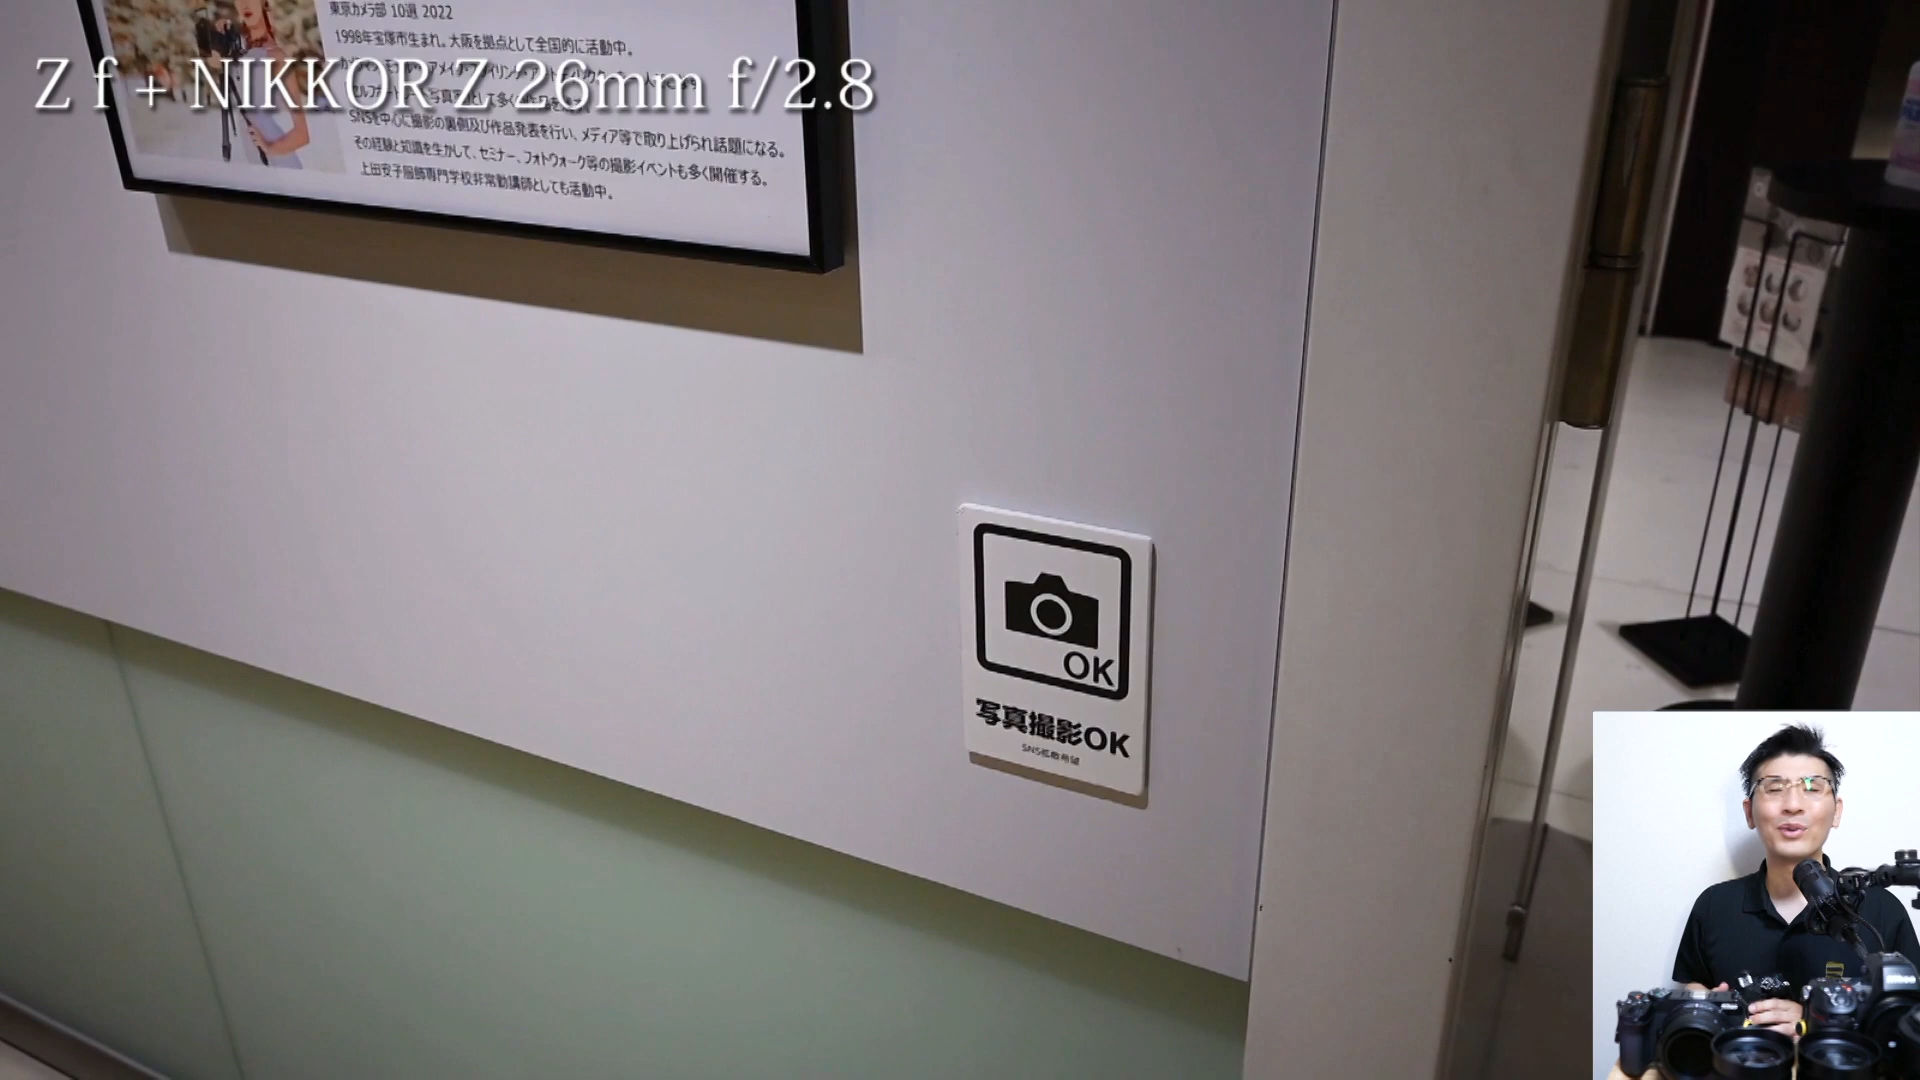 東京カメラ部 10選 2022
1998年宝塚市生まれ。大阪を拠点として全国的に活動中。
Z f + NIKKOR Z 26mm f/2.8
SNSを中心に撮影の裏側及び作品発表を行い、メディア等で取り上げられ話題になる。
その経験と知識を生かして、セミナー、フォトウォーク等の撮影イベントも多く開催する。
上田安子服飾専門学校非常勤講師としても活動中。
OK
写真撮影OK
SNS拡散希望